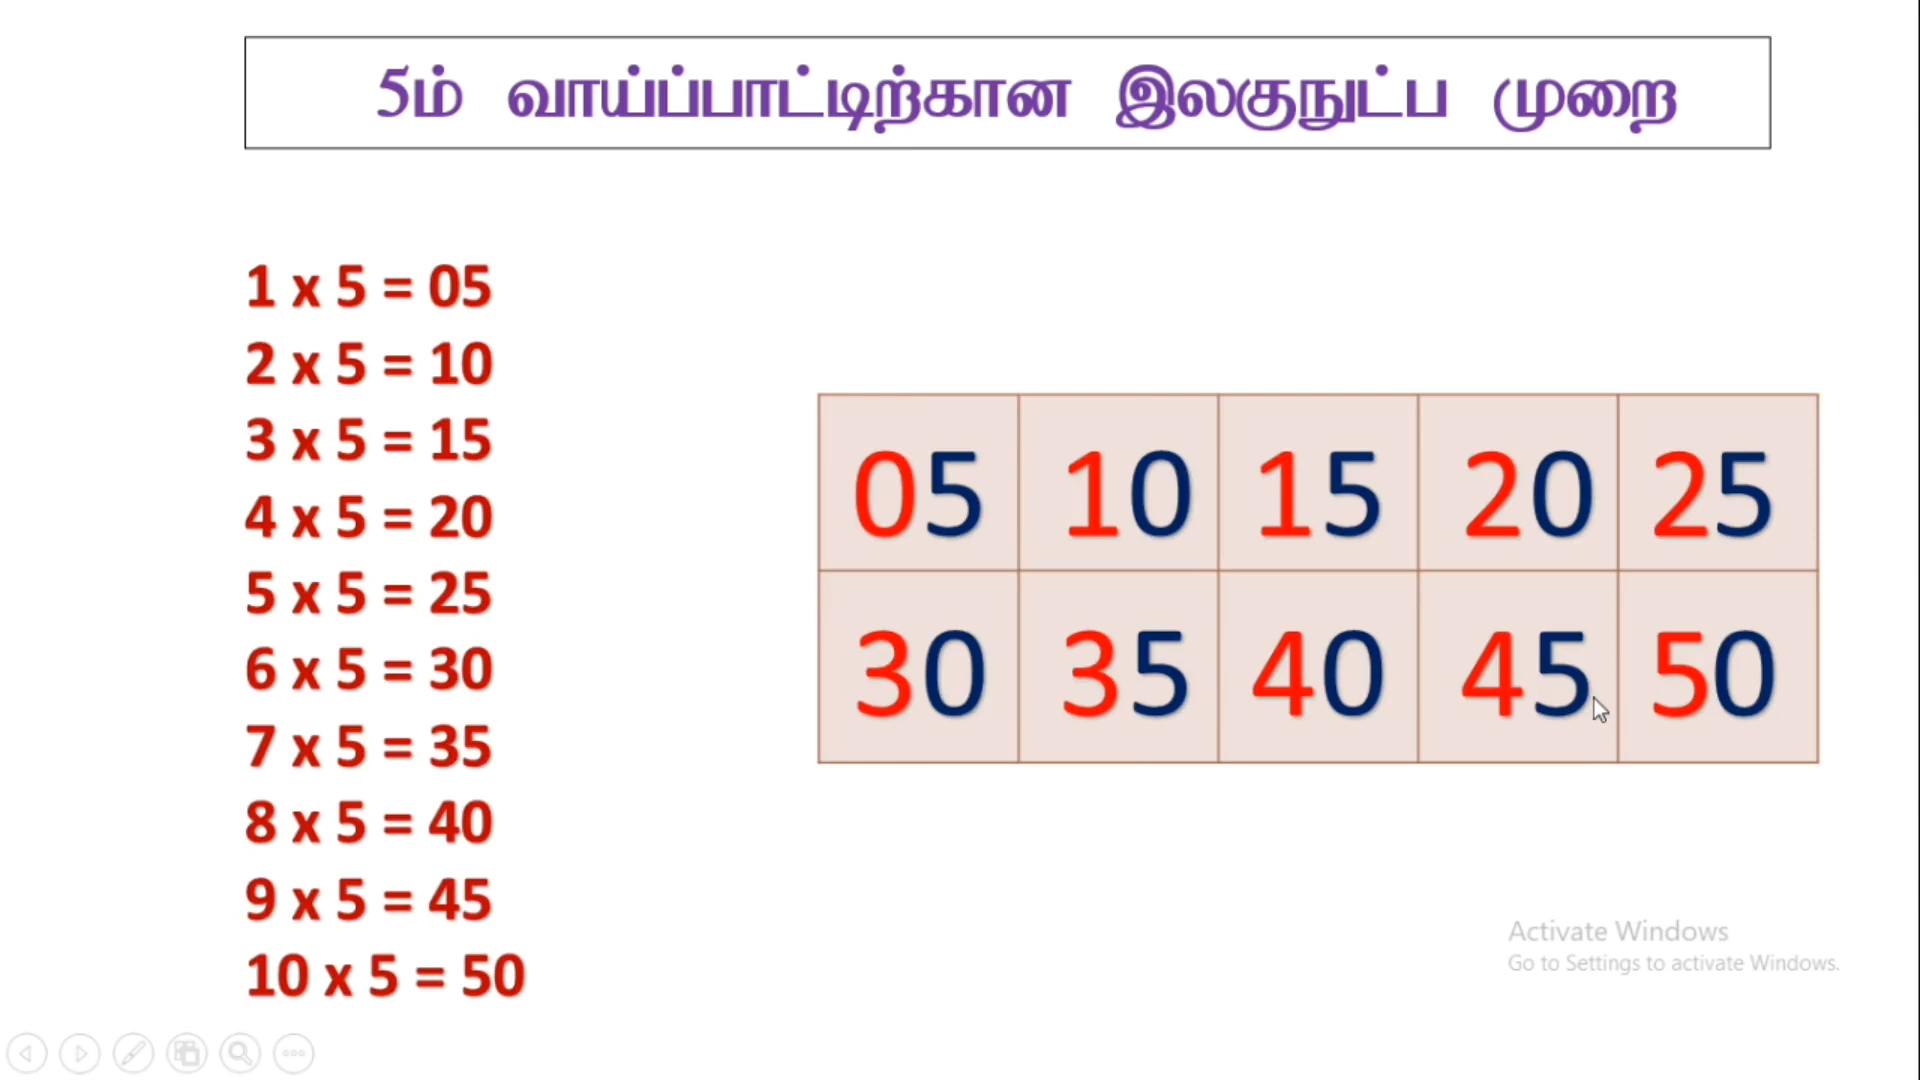 5ம் வாய்ப்பாட்டிற்கான இலகுநுட்ப முறை
1 x 5 = 05
2 x 5 = 10
3 x 5 = 15
4 x 5 = 20
5 x 5 = 25
6 x 5 = 30
7 x 5 = 35
8 x 5 = 40
9 x 5 = 45
10 x 5 = 50
05 10 15 20 25
30 35 40 45 50
Activate Windows
Go to Settings to activate Windows.